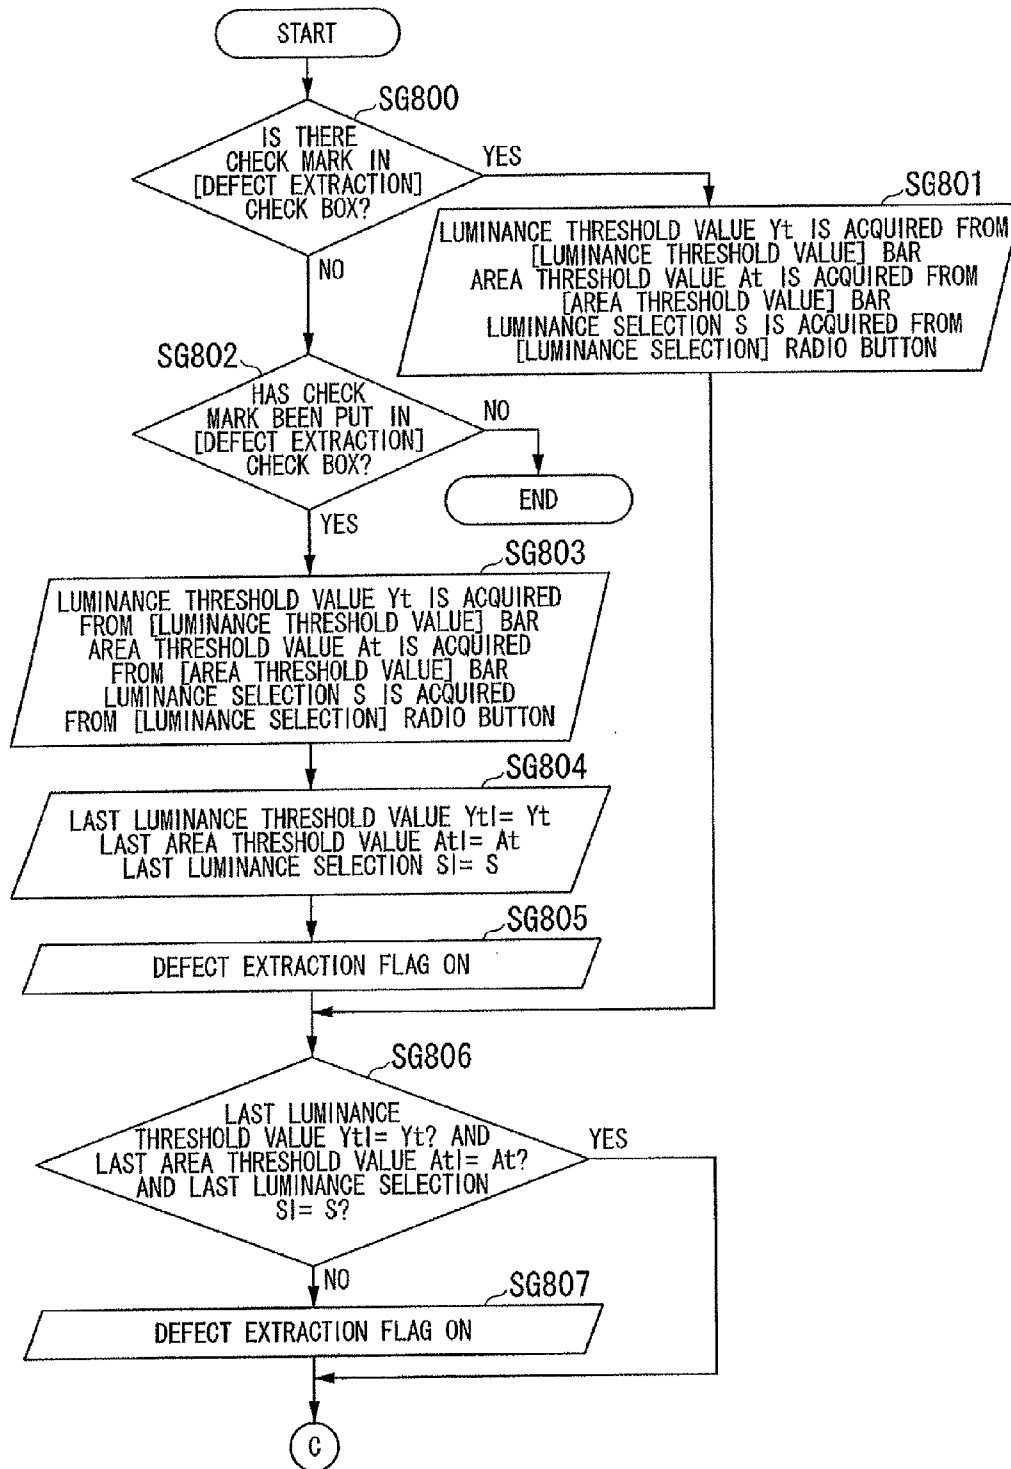 START
SG800
IS THERE
CHECK MARK IN
[DEFECT EXTRACTION]
CHECK BOX?
YES
NO
SG801
LUMINANCE THRESHOLD VALUE Yt IS ACQUIRED FROM
[LUMINANCE THRESHOLD VALUE] BAR
AREA THRESHOLD VALUE At IS ACQUIRED FROM
[AREA THRESHOLD VALUE] BAR
LUMINANCE SELECTION S IS ACQUIRED FROM
[LUMINANCE SELECTION] RADIO BUTTON
SG802
HAS CHECK
MARK BEEN PUT IN
[DEFECT EXTRACTION]
CHECK BOX?
NO
END
YES
SG803
LUMINANCE THRESHOLD VALUE Yt IS ACQUIRED
FROM [LUMINANCE THRESHOLD VALUE] BAR
AREA THRESHOLD VALUE At IS ACQUIRED
FROM [AREA THRESHOLD VALUE] BAR
LUMINANCE SELECTION S IS ACQUIRED
FROM [LUMINANCE SELECTION] RADIO BUTTON
SG804
LAST LUMINANCE THRESHOLD VALUE Ytl= Yt
LAST AREA THRESHOLD VALUE Atl= At
LAST LUMINANCE SELECTION Sl= S
SG805
DEFECT EXTRACTION FLAG ON
SG806
LAST LUMINANCE
THRESHOLD VALUE Ytl= Yt? AND
LAST AREA THRESHOLD VALUE Atl= At?
AND LAST LUMINANCE SELECTION
Sl= S?
YES
NO
SG807
DEFECT EXTRACTION FLAG ON
C